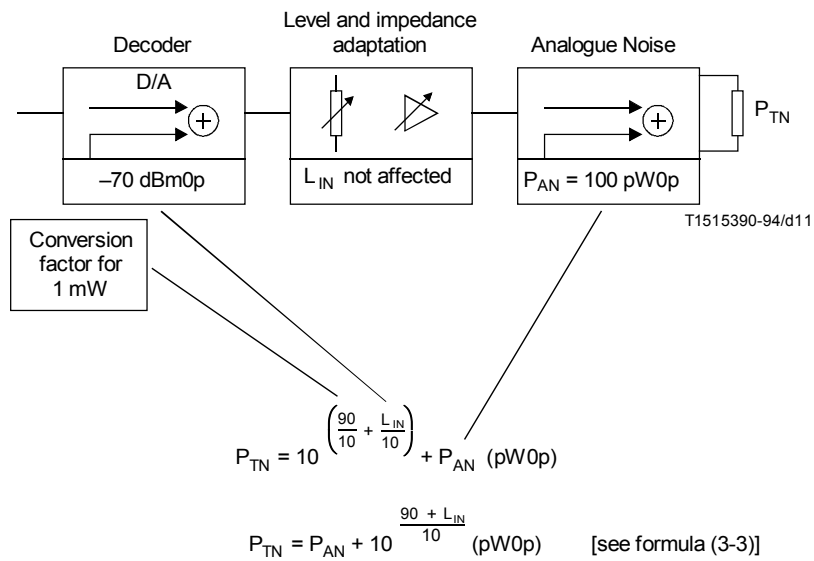 Decoder
Level and impedance
adaptation
Analogue Noise
D/A
–70 dBm0p
L_IN not affected
P_AN = 100 pW0p
P_TN
T1515390-94/d11
Conversion
factor for
1 mW
P_TN = 10^(90/10 + L_IN/10) + P_AN (pW0p)
P_TN = P_AN + 10^((90 + L_IN)/10) (pW0p) [see formula (3-3)]